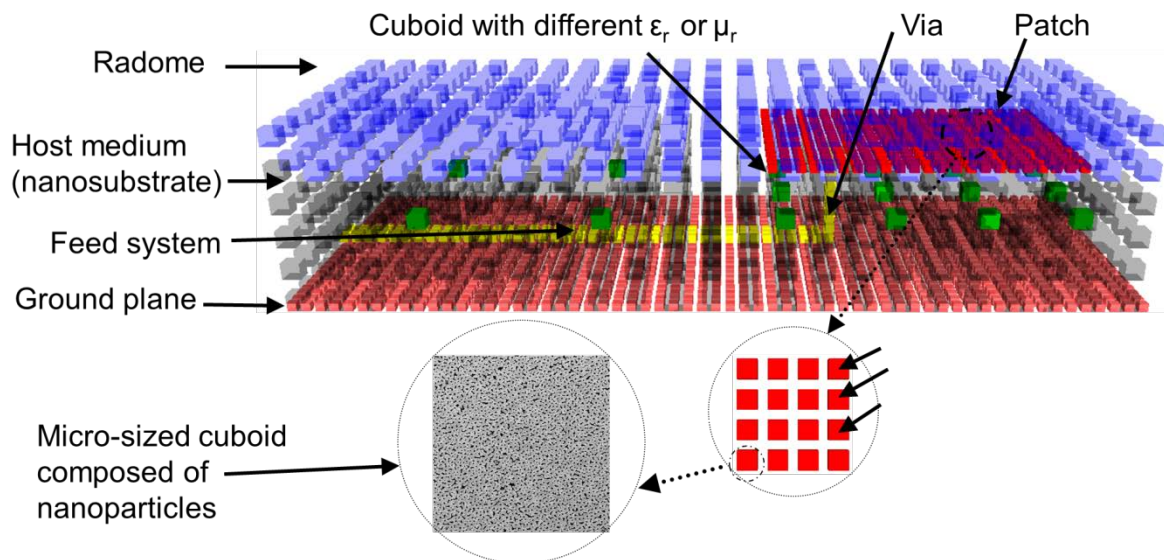 Cuboid with different εr or μr
Via
Patch
Radome
Host medium
(nanosubstrate)
Feed system
Ground plane
Micro-sized cuboid
composed of
nanoparticles